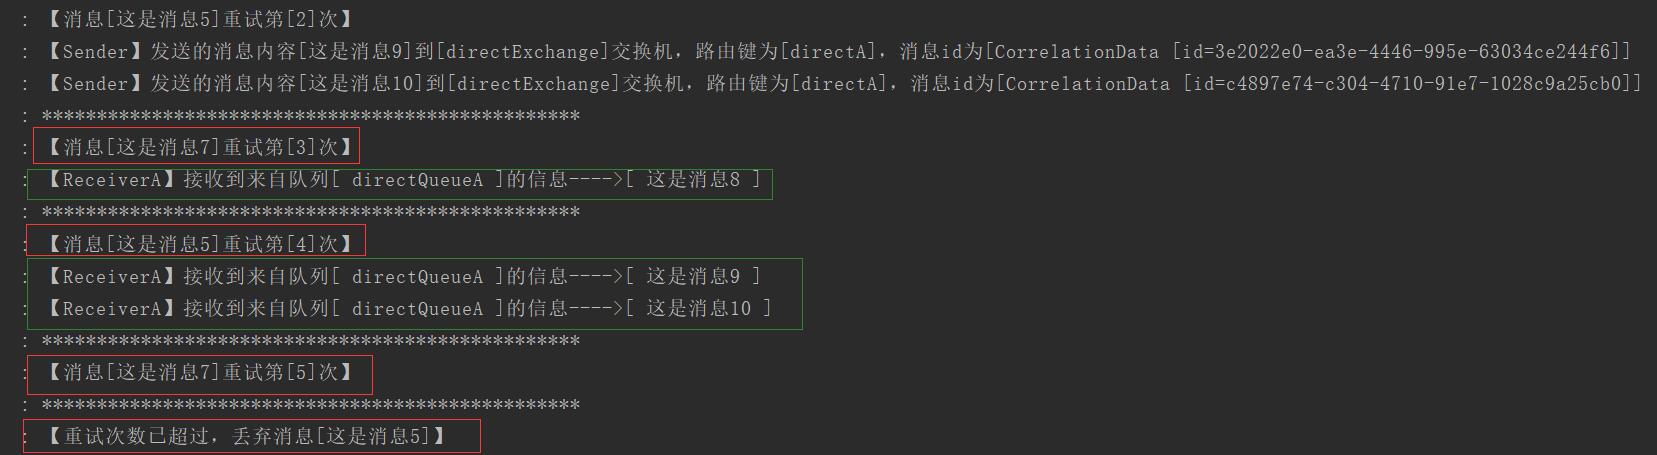 : 【消息[这是消息5]重试第[2]次】
: 【Sender】发送的消息内容[这是消息9]到[directExchange]交换机，路由键为[directA]，消息id为[CorrelationData [id=3e2022e0-ea3e-4446-995e-63034ce244f6]]
: 【Sender】发送的消息内容[这是消息10]到[directExchange]交换机，路由键为[directA]，消息id为[CorrelationData [id=c4897e74-c304-4710-91e7-1028c9a25cb0]]
: *************************************************
: 【消息[这是消息7]重试第[3]次】
: 【ReceiverA】接收到来自队列[ directQueueA ]的信息---->[ 这是消息8 ]
: *************************************************
: 【消息[这是消息5]重试第[4]次】
: 【ReceiverA】接收到来自队列[ directQueueA ]的信息---->[ 这是消息9 ]
: 【ReceiverA】接收到来自队列[ directQueueA ]的信息---->[ 这是消息10 ]
: *************************************************
: 【消息[这是消息7]重试第[5]次】
: *************************************************
: 【重试次数已超过，丢弃消息[这是消息5]】